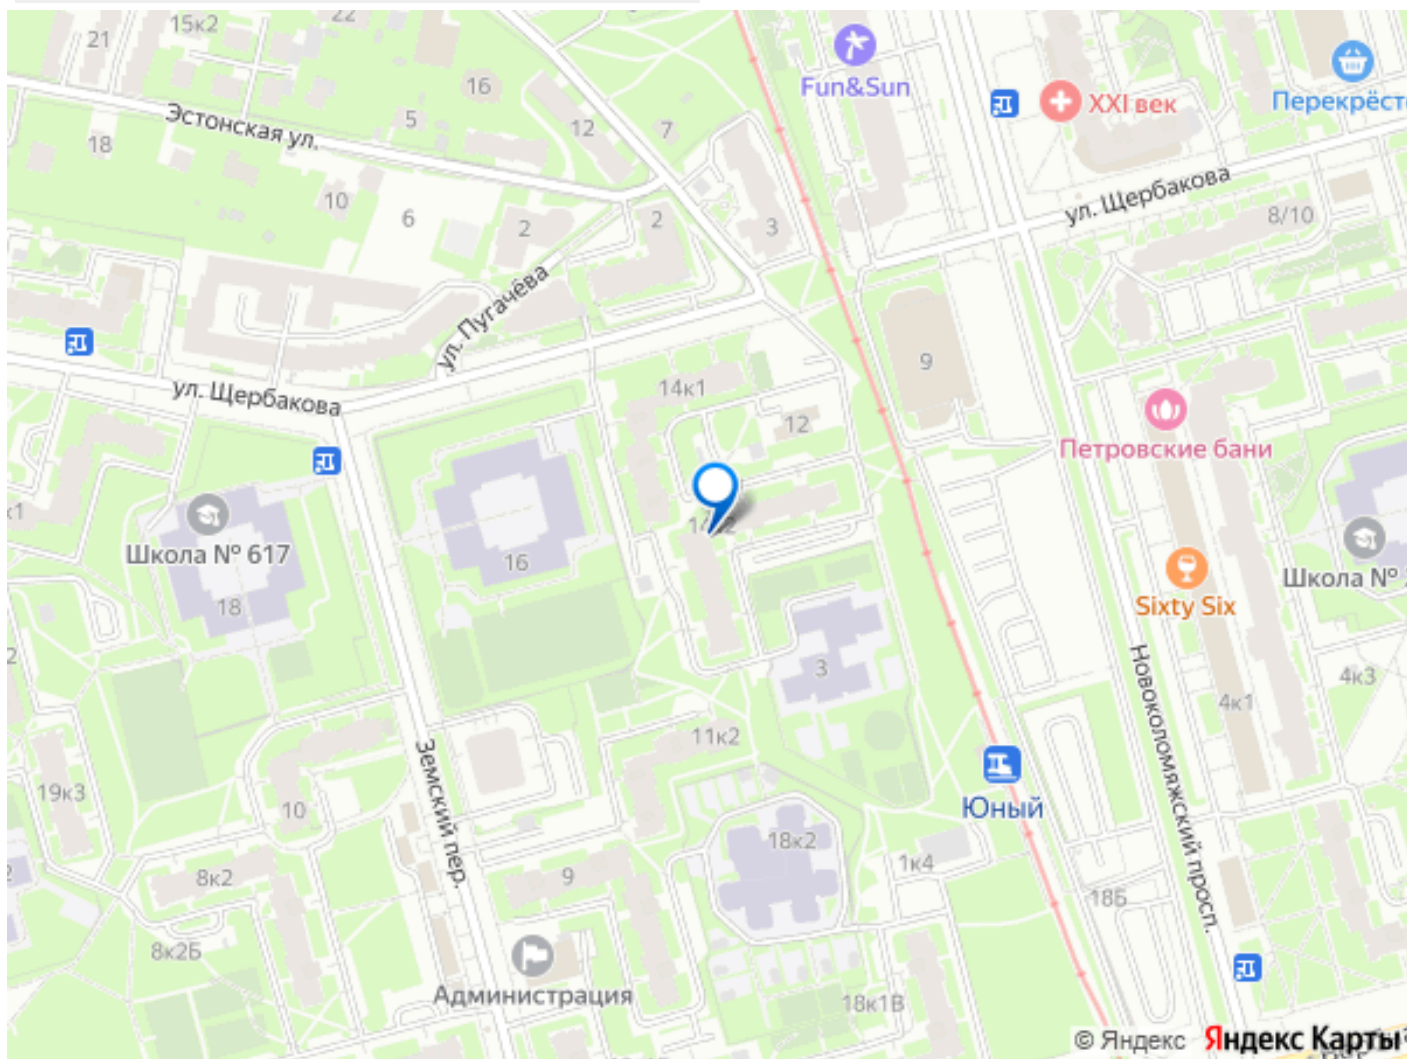 22
15к2
21
Fun&Sun
16
XXI век
Перекрёст
Эстонская ул.
5
12
7
18
ул. Щербакова
10
6
2
2
3
8/10
ул. Пугачёва
9
ул. Щербакова
14к1
12
Петровские бани
к1
Школа № 617
16
18
Школа №
Sixty Six
2
3
Новоколомяжский просп.
4к3
4к1
11к2
Земский пер.
19к3
10
Юный
18к2
1к4
8к2
9
18Б
8к2Б
Администрация
18к1В
© Яндекс Яндекс Карты